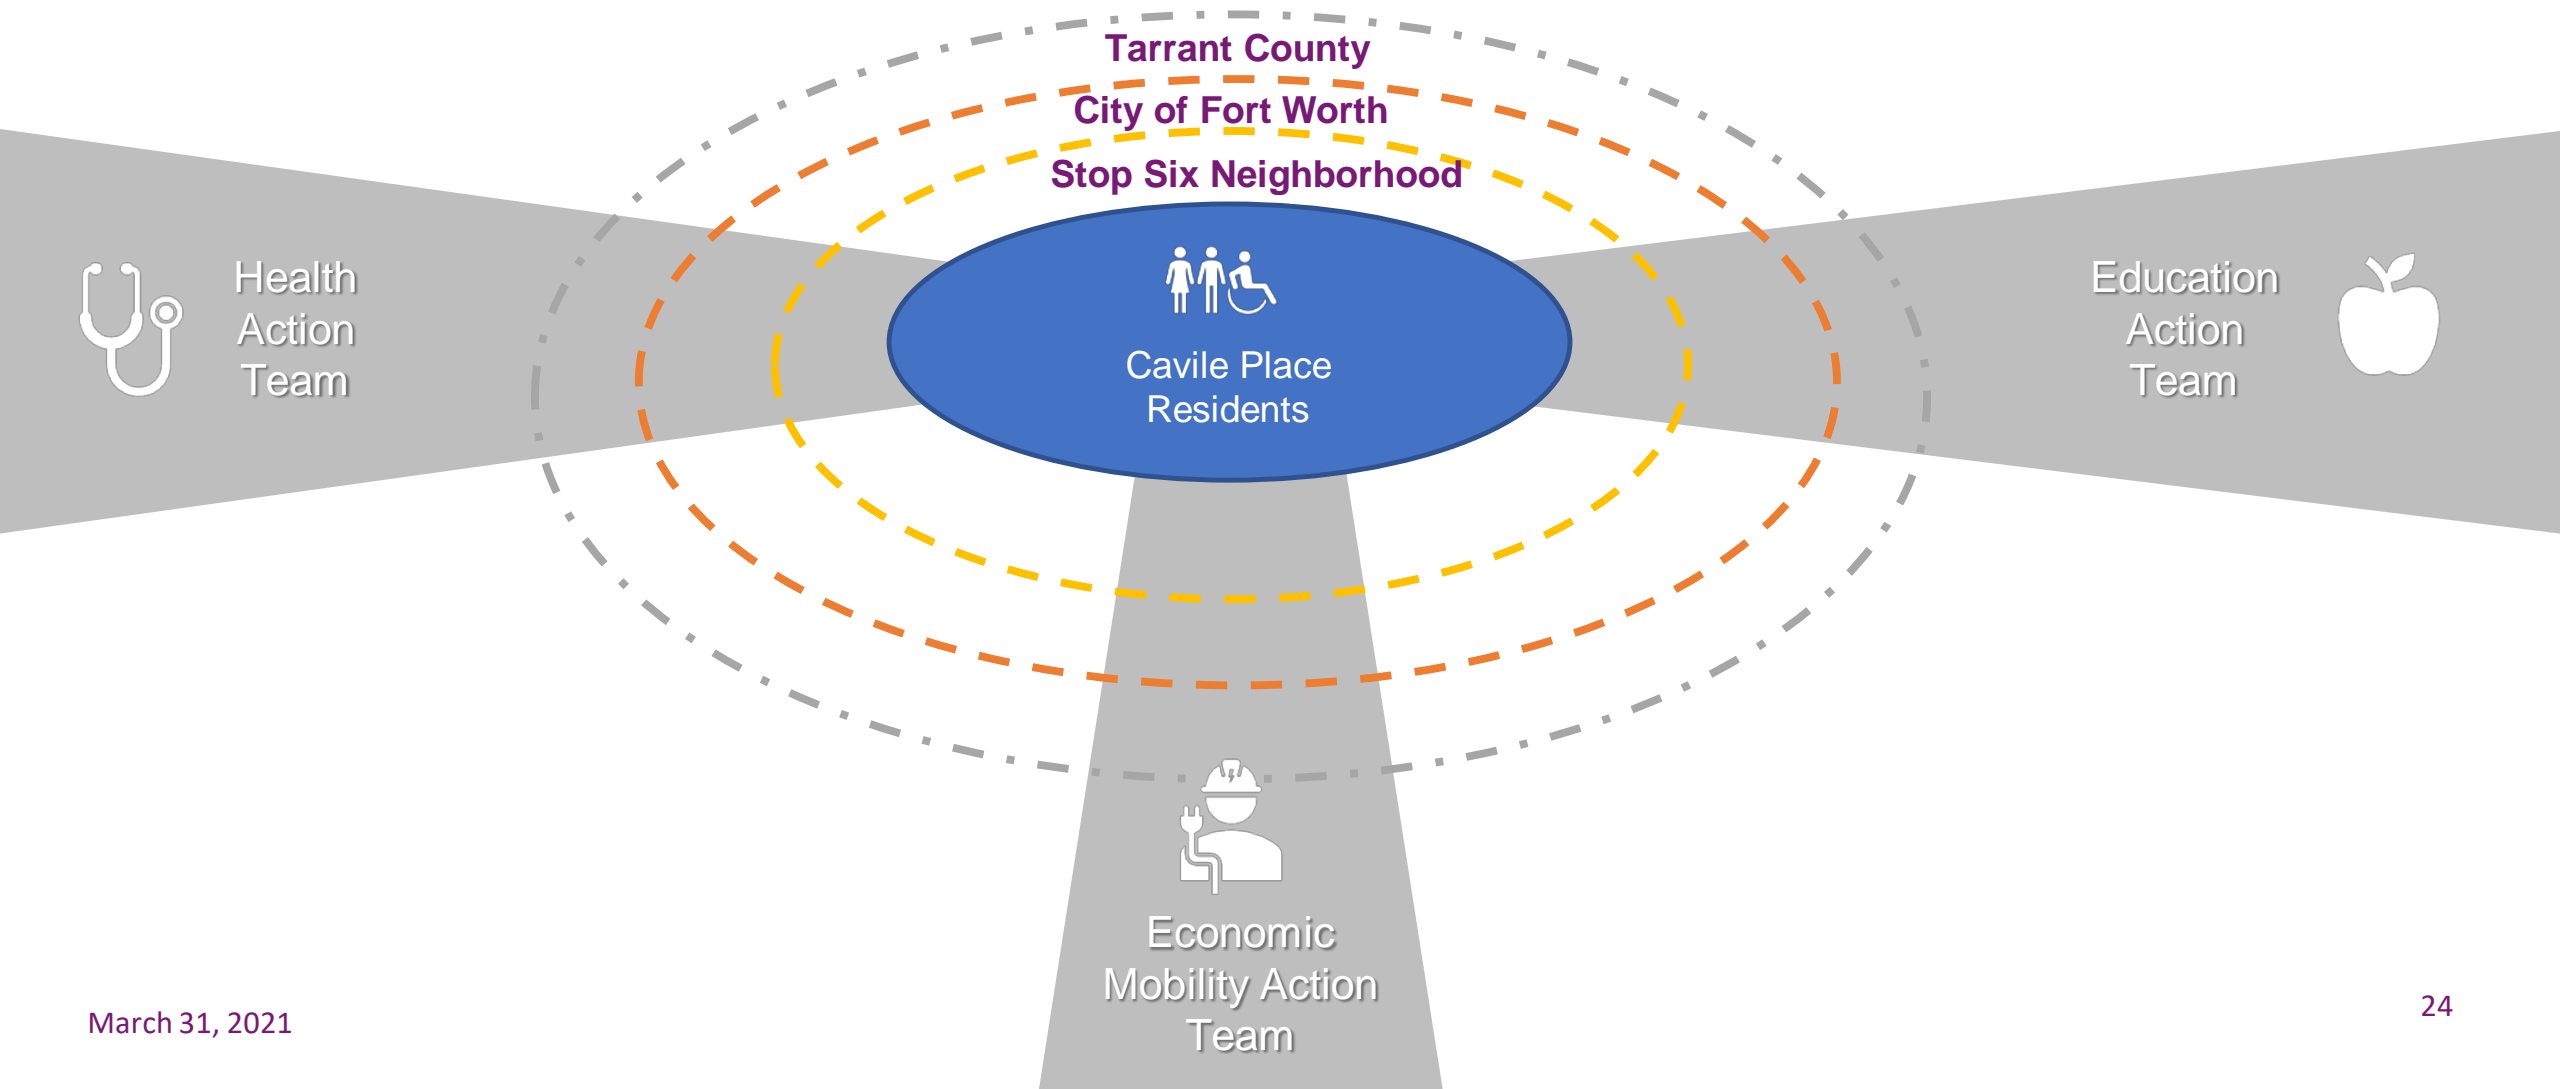 Tarrant County
City of Fort Worth
Stop Six Neighborhood
Cavile Place
Residents
Health
Action
Team
Education
Action
Team
Economic
Mobility Action
Team
March 31, 2021
24